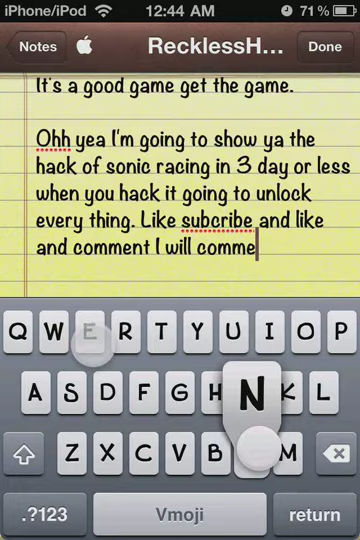 iPhone/iPod 12:44 AM 71%
Notes RecklessH... Done
It's a good game get the game.
Ohh yea I'm going to show ya the
hack of sonic racing in 3 day or less
when you hack it going to unlock
every thing. Like subcribe and like
and comment I will comme
Q W E R T Y U I O P
A S D F G H N K L
Z X C V B M
.?123 Vmoji return